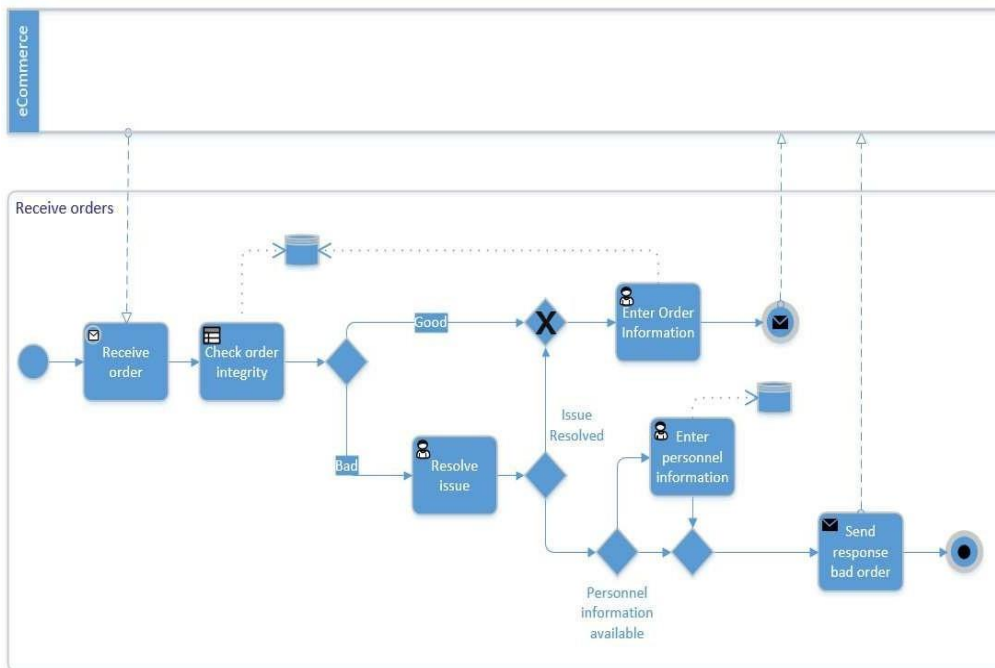 eCommerce
Receive orders
Receive
order
Check order
integrity
Good
Bad
Enter Order
Information
Issue
Resolved
Resolve
issue
Enter
personnel
information
Personnel
information
available
Send
response
bad order